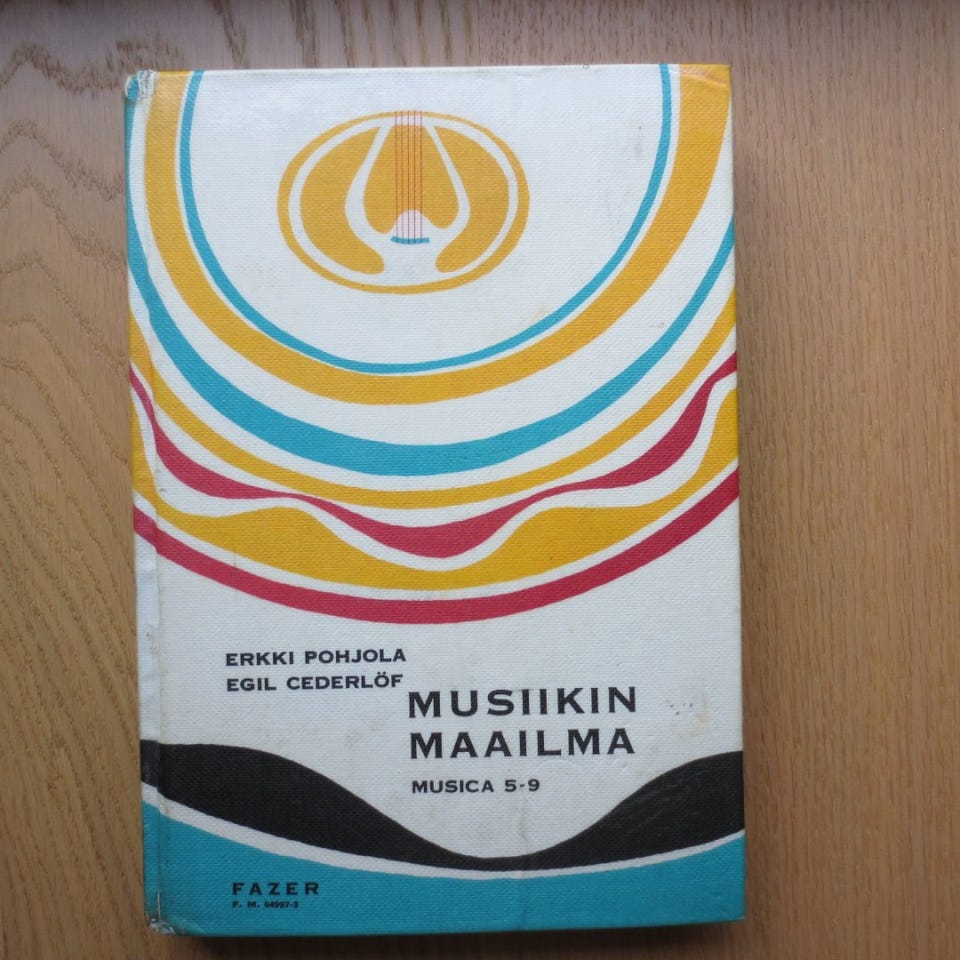 ERKKI POHJOLA
EGIL CEDERLÖF
MUSIIKIN
MAAILMA
MUSICA 5-9
FAZER
F. M. 04997-3